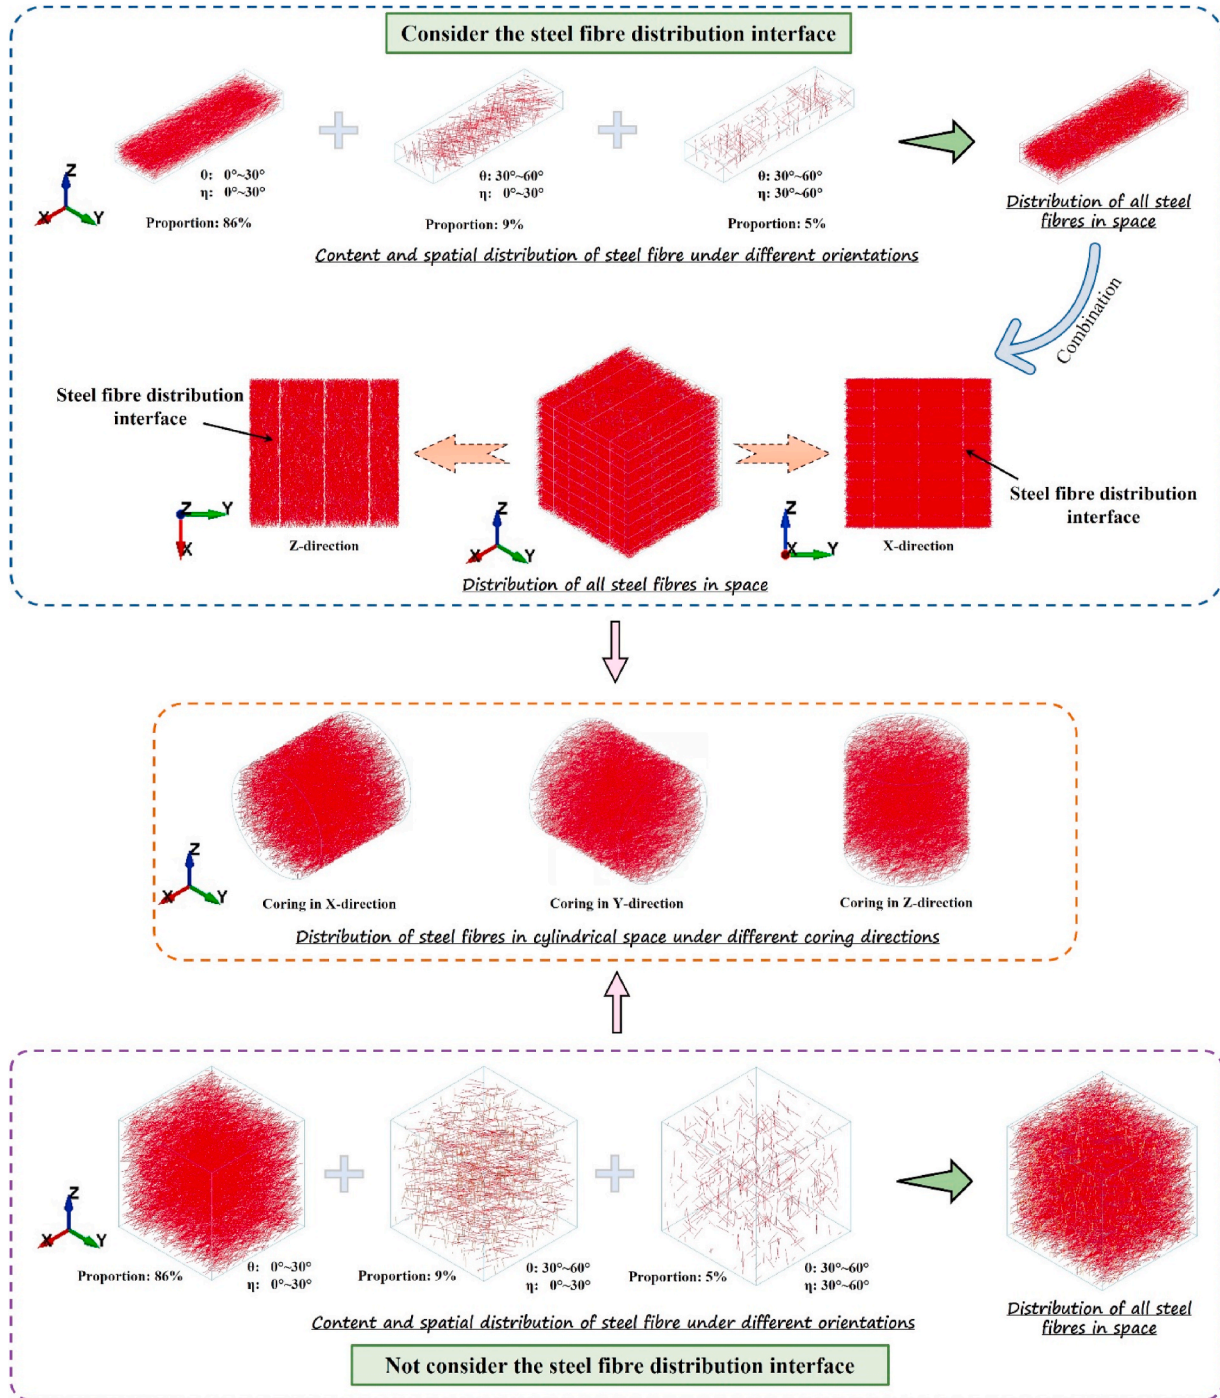 Consider the steel fibre distribution interface
θ: 0°~30°
η: 0°~30°
Proportion: 86%
θ: 30°~60°
η: 0°~30°
Proportion: 9%
θ: 30°~60°
η: 30°~60°
Proportion: 5%
Z
X
Y
Content and spatial distribution of steel fibre under different orientations
Distribution of all steel
fibres in space
Combination
Steel fibre distribution
interface
Z
Y
X
Z-direction
Z
X
Y
Distribution of all steel fibres in space
Z
X
Y
X-direction
Steel fibre distribution
interface
Z
X
Y
Coring in X-direction
Coring in Y-direction
Coring in Z-direction
Distribution of steel fibres in cylindrical space under different coring directions
Z
X
Y
Proportion: 86%
θ: 0°~30°
η: 0°~30°
Proportion: 9%
θ: 30°~60°
η: 0°~30°
Proportion: 5%
θ: 30°~60°
η: 30°~60°
Content and spatial distribution of steel fibre under different orientations
Distribution of all steel
fibres in space
Not consider the steel fibre distribution interface